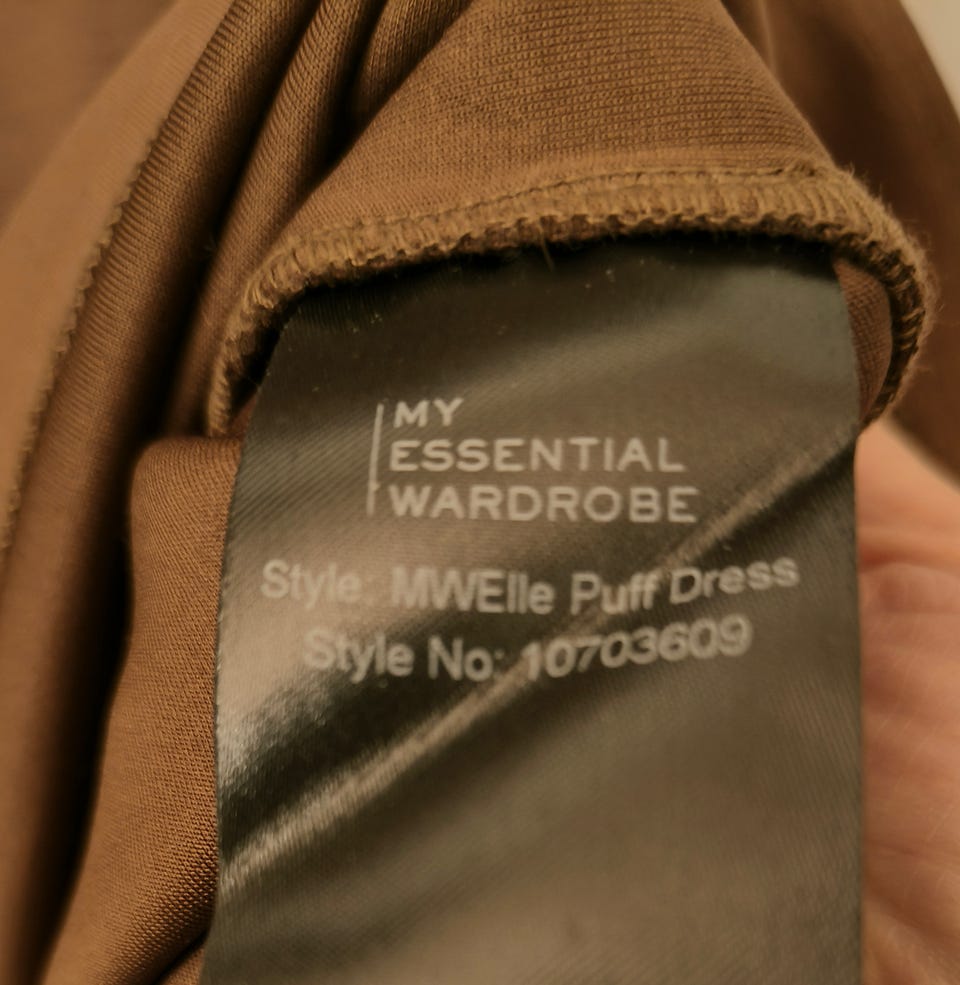 MY
ESSENTIAL
WARDROBE
Style: MWElle Puff Dress
Style No: 10703609